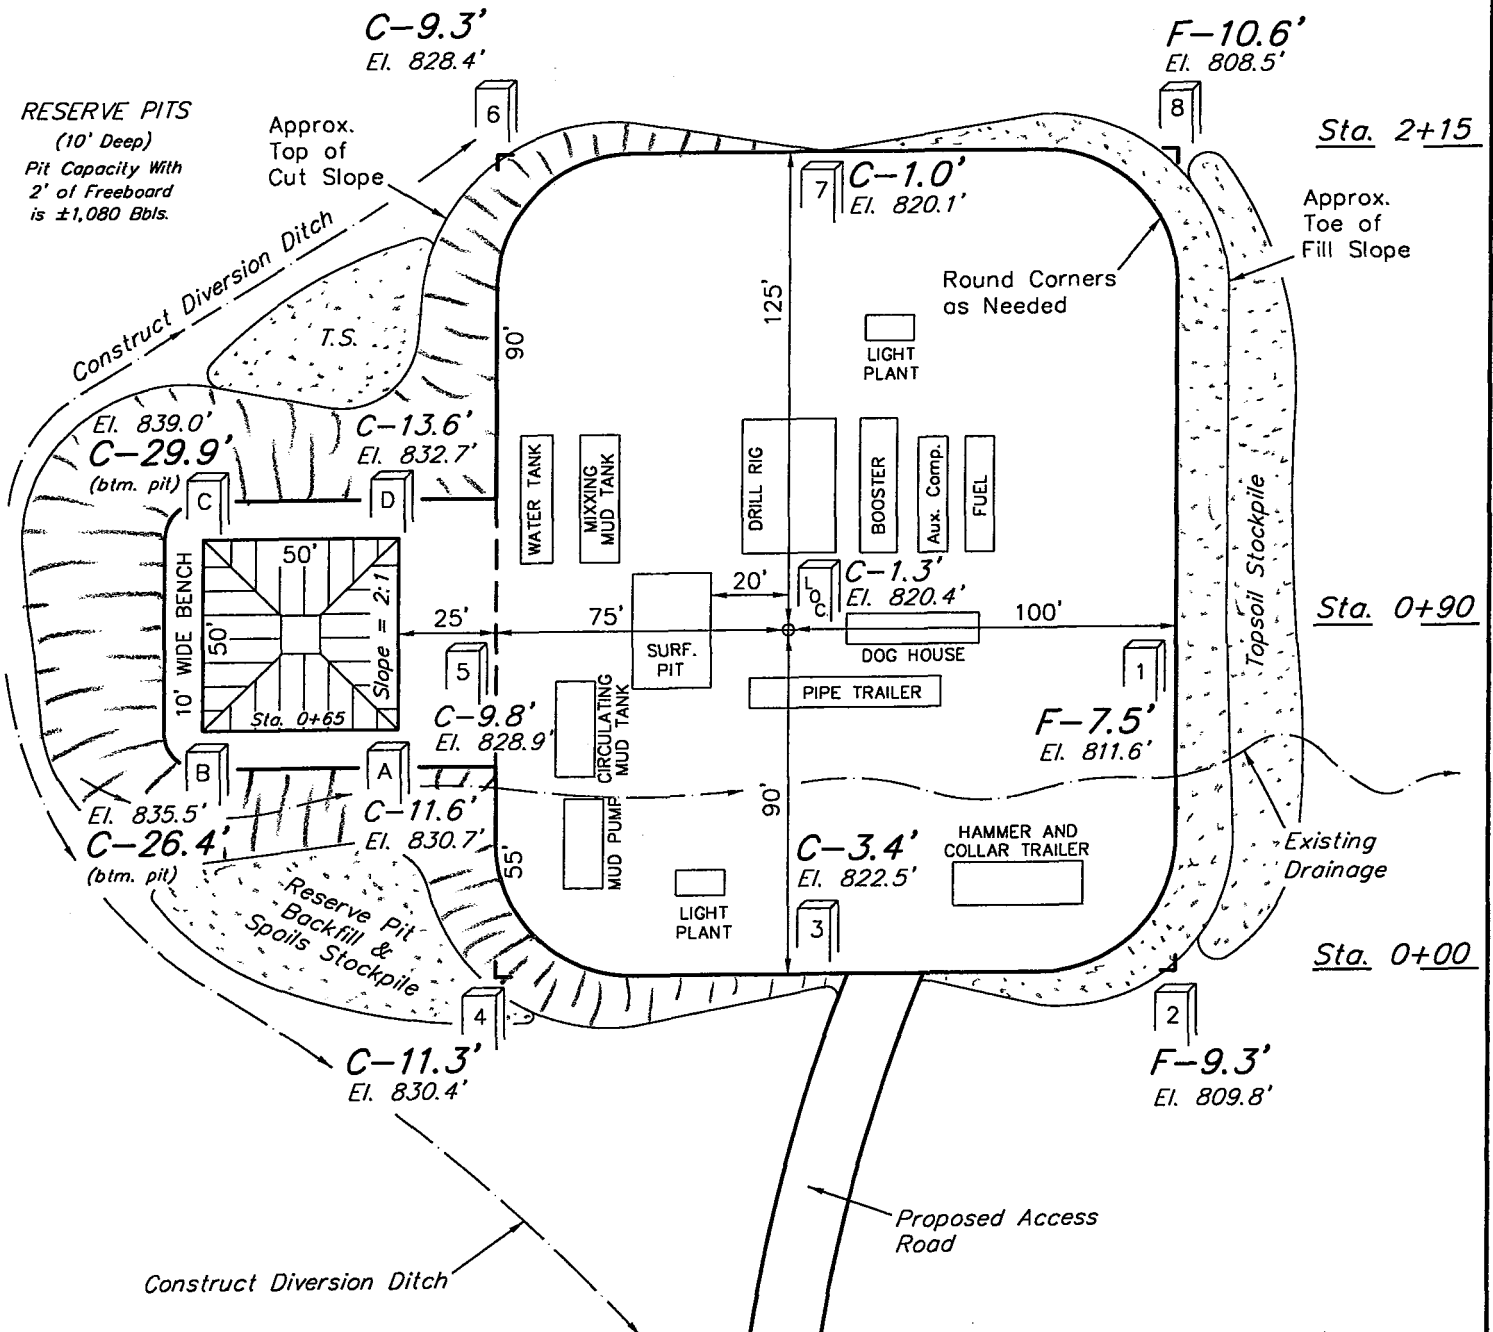 C-9.3'
El. 828.4'
F-10.6'
El. 808.5'
6
8
RESERVE PITS
(10' Deep)
Pit Capacity With
2' of Freeboard
is ±1,080 Bbls.
Approx.
Top of
Cut Slope
Sta. 2+15
7
C-1.0'
El. 820.1'
Approx.
Toe of
Fill Slope
Construct Diversion Ditch
T.S.
90'
125'
Round Corners
as Needed
LIGHT
PLANT
El. 839.0'
C-29.9'
(btm. pit)
C
C-13.6'
El. 832.7'
D
WATER TANK
MIXXING
MUD TANK
DRILL RIG
BOOSTER
Aux. Comp.
FUEL
Topsoil Stockpile
10' WIDE BENCH
50'
50'
Slope = 2:1
Sta. 0+65
25'
75'
20'
L
O
C.
C-1.3'
El. 820.4'
100'
Sta. 0+90
SURF.
PIT
DOG HOUSE
5
1
PIPE TRAILER
C-9.8'
El. 828.9'
CIRCULATING
MUD TANK
F-7.5'
El. 811.6'
B
A
El. 835.5'
C-26.4'
(btm. pit)
C-11.6'
El. 830.7'
55'
MUD PUMP
90'
C-3.4'
El. 822.5'
HAMMER AND
COLLAR TRAILER
Existing
Drainage
Reserve Pit
Backfill &
Spoils Stockpile
LIGHT
PLANT
3
Sta. 0+00
4
2
C-11.3'
El. 830.4'
F-9.3'
El. 809.8'
Proposed Access
Road
Construct Diversion Ditch